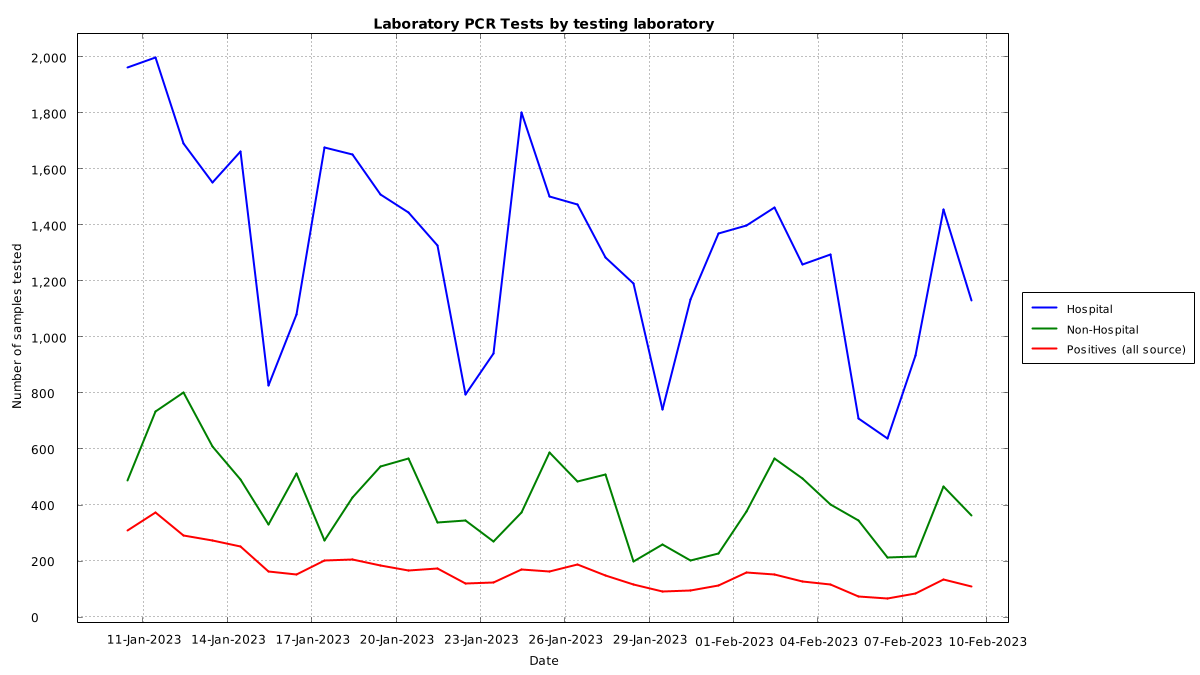 Laboratory PCR Tests by testing laboratory
2,000
1,800
1,600
1,400
1,200
1,000
800
600
400
200
0
Number of samples tested
11-Jan-2023 14-Jan-2023 17-Jan-2023 20-Jan-2023 23-Jan-2023 26-Jan-2023 29-Jan-2023 01-Feb-2023 04-Feb-2023 07-Feb-2023 10-Feb-2023
Date
Hospital
Non-Hospital
Positives (all source)